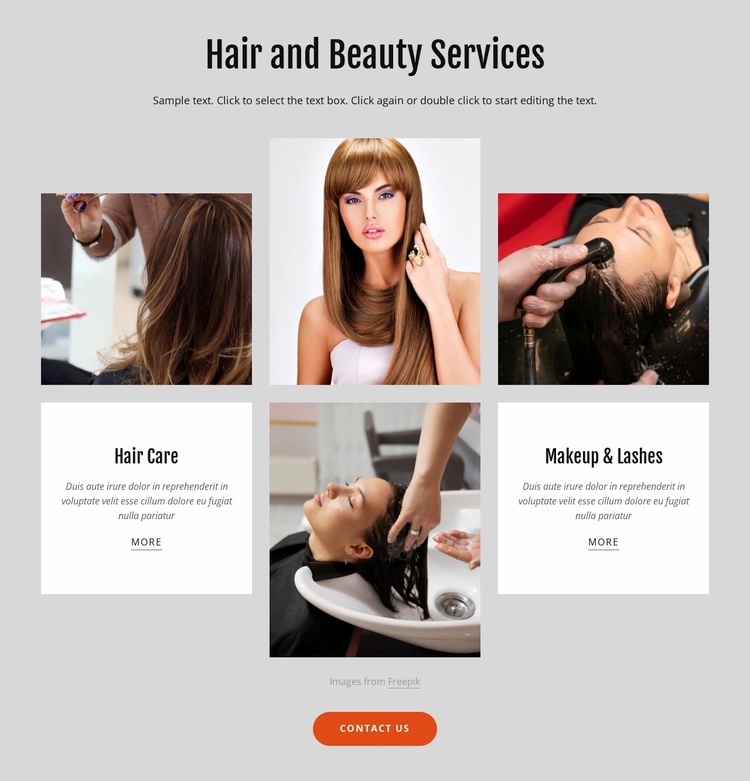 Hair and Beauty Services
Sample text. Click to select the text box. Click again or double click to start editing the text.
Hair Care
Duis aute irure dolor in reprehenderit in
voluptate velit esse cillum dolore eu fugiat
nulla pariatur
MORE
Makeup & Lashes
Duis aute irure dolor in reprehenderit in
voluptate velit esse cillum dolore eu fugiat
nulla pariatur
MORE
Images from Freepik
CONTACT US